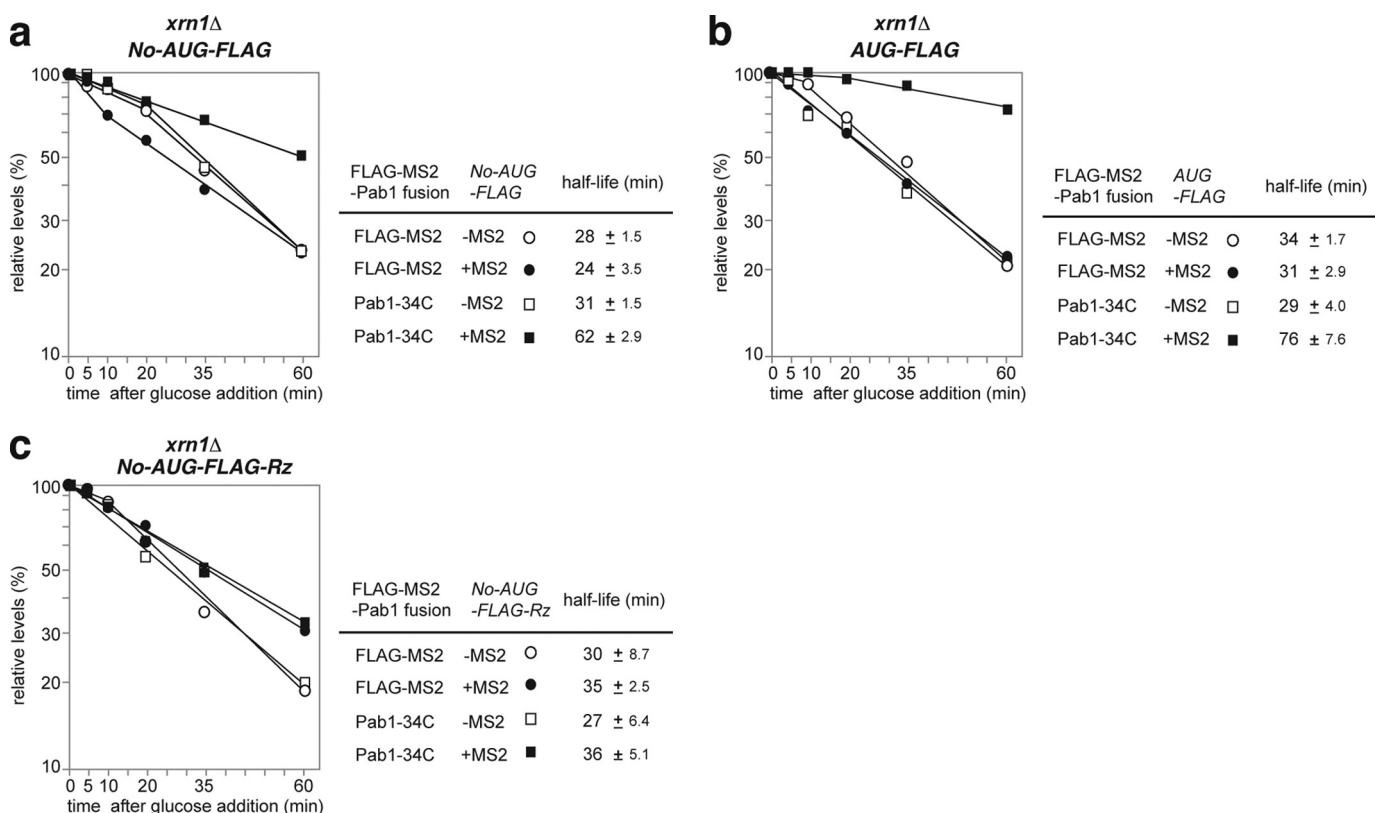 a
xrn1Δ
No-AUG-FLAG
relative levels (%)
100
50
30
20
10
0 5 10 20 35 60
time after glucose addition (min)
FLAG-MS2 No-AUG half-life (min)
-Pab1 fusion -FLAG
FLAG-MS2 -MS2 28 ± 1.5
FLAG-MS2 +MS2 24 ± 3.5
Pab1-34C -MS2 31 ± 1.5
Pab1-34C +MS2 62 ± 2.9
b
xrn1Δ
AUG-FLAG
relative levels (%)
100
50
30
20
10
0 5 10 20 35 60
time after glucose addition (min)
FLAG-MS2 AUG half-life (min)
-Pab1 fusion -FLAG
FLAG-MS2 -MS2 34 ± 1.7
FLAG-MS2 +MS2 31 ± 2.9
Pab1-34C -MS2 29 ± 4.0
Pab1-34C +MS2 76 ± 7.6
c
xrn1Δ
No-AUG-FLAG-Rz
relative levels (%)
100
50
30
20
10
0 5 10 20 35 60
time after glucose addition (min)
FLAG-MS2 No-AUG half-life (min)
-Pab1 fusion -FLAG-Rz
FLAG-MS2 -MS2 30 ± 8.7
FLAG-MS2 +MS2 35 ± 2.5
Pab1-34C -MS2 27 ± 6.4
Pab1-34C +MS2 36 ± 5.1